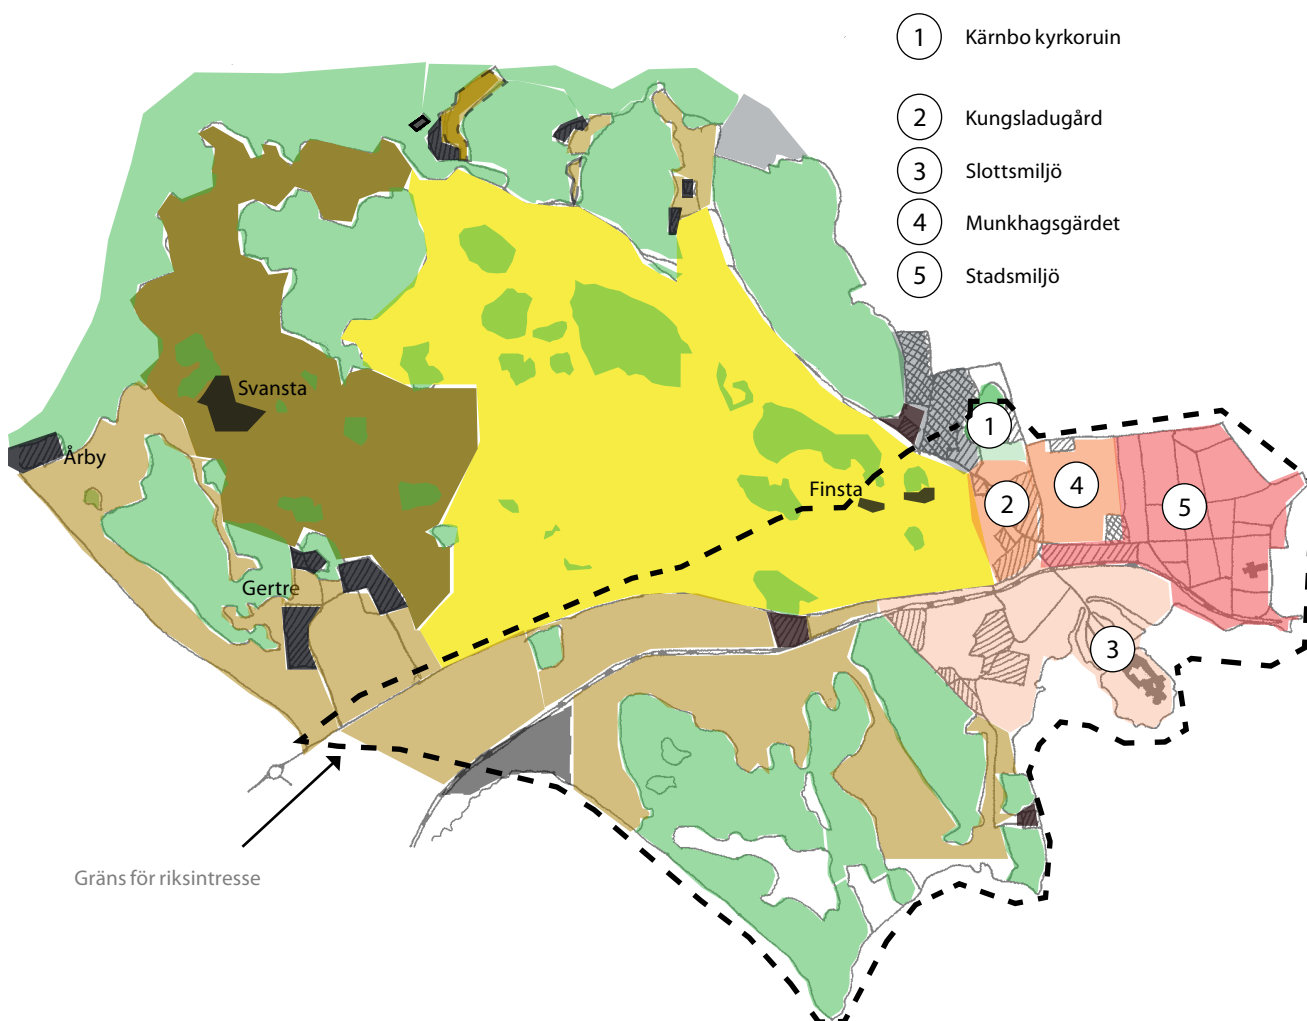 1 Kärnbo kyrkoruin
2 Kungsladugård
3 Slottsmiljö
4 Munkhagsgärdet
5 Stadsmiljö
Svansta
1
Årby
4
Finsta
2
5
Gertre
3
Gräns för riksintresse